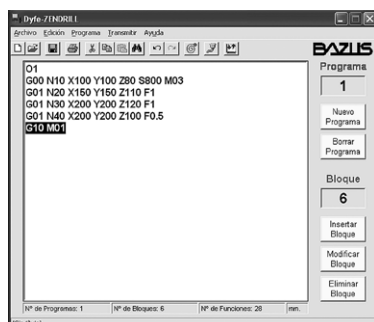 Dyfe-7ENDRILL
Archivo Edición Programa Transmitir Ayuda
BAZUS
O1
G00 N10 X100 Y100 Z80 S800 M03
G01 N20 X150 Y150 Z110 F1
G01 N30 X200 Y200 Z120 F1
G01 N40 X200 Y200 Z100 F0.5
G10 M01
Programa
1
Nuevo
Programa
Borrar
Programa
Bloque
6
Insertar
Bloque
Modificar
Bloque
Eliminar
Bloque
Nº de Programas: 1 Nº de Bloques: 6 Nº de Funciones: 28 mm.